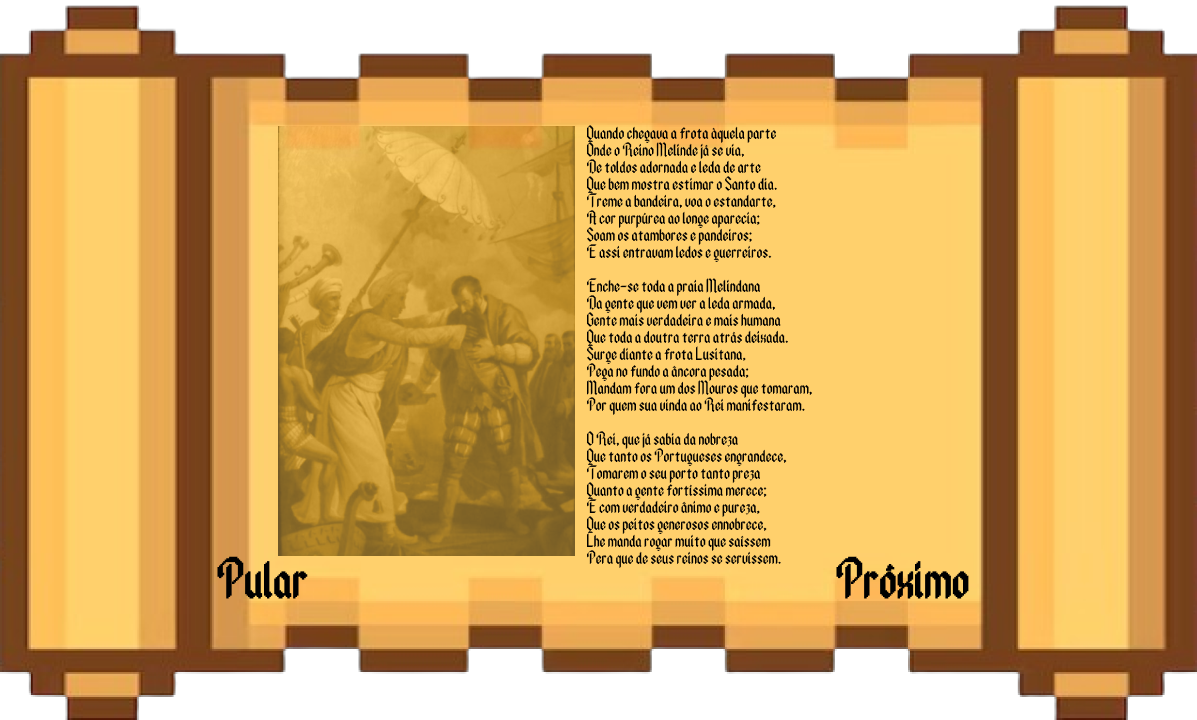 Quando chegava a frota àquela parte
Onde o Reino Melinde já se via,
De toldos adornada e leda de arte
Que bem mostra estimar o Santo dia.
Treme a bandeira, voa o estandarte,
A cor purpúrea ao longe aparecia;
Soam os atambores e pandeiros;
E assi entravam ledos e guerreiros.

Enche-se toda a praia Melindana
Da gente que vem ver a leda armada,
Gente mais verdadeira e mais humana
Que toda a doutra terra atrás deixada.
Surge diante a frota Lusitana,
Pega no fundo a âncora pesada;
Mandam fora um dos Mouros que tomaram,
Por quem sua vinda ao Rei manifestaram.

O Rei, que já sabia da nobreza
Que tanto os Portugueses engrandece,
Tomarem o seu porto tanto preza
Quanto a gente fortíssima merece;
E com verdadeiro ânimo e pureza,
Que os peitos generosos ennobrece,
Lhe manda rogar muito que saíssem
Pera que de seus reinos se servissem.
Pular
Próximo